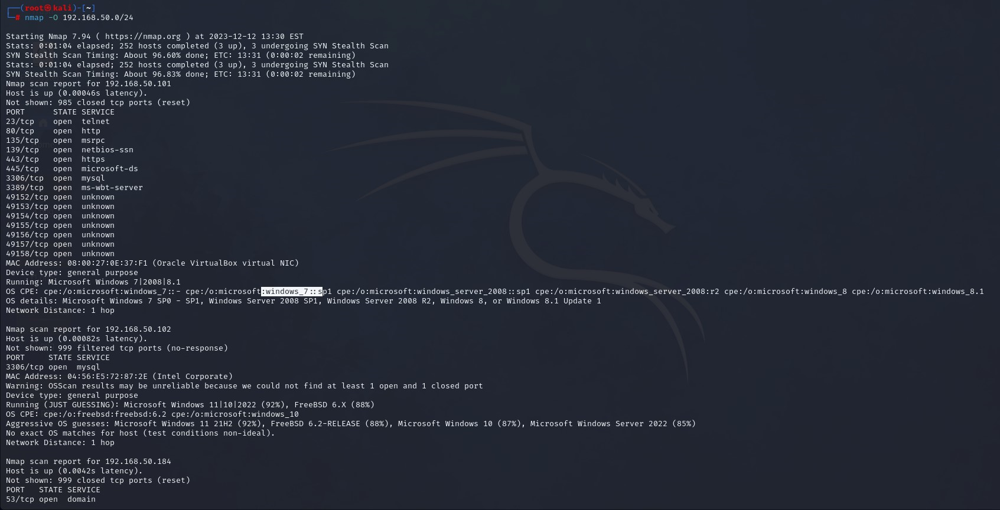 ┌──(root㉿kali)-[~]
└─# nmap -O 192.168.50.0/24
Starting Nmap 7.94 ( https://nmap.org ) at 2023-12-12 13:30 EST
Stats: 0:01:04 elapsed; 252 hosts completed (3 up), 3 undergoing SYN Stealth Scan
SYN Stealth Scan Timing: About 96.60% done; ETC: 13:31 (0:00:02 remaining)
Stats: 0:01:04 elapsed; 252 hosts completed (3 up), 3 undergoing SYN Stealth Scan
SYN Stealth Scan Timing: About 96.83% done; ETC: 13:31 (0:00:02 remaining)
Nmap scan report for 192.168.50.101
Host is up (0.00046s latency).
Not shown: 985 closed tcp ports (reset)
PORT      STATE SERVICE
23/tcp    open  telnet
80/tcp    open  http
135/tcp   open  msrpc
139/tcp   open  netbios-ssn
443/tcp   open  https
445/tcp   open  microsoft-ds
3306/tcp  open  mysql
3389/tcp  open  ms-wbt-server
49152/tcp open  unknown
49153/tcp open  unknown
49154/tcp open  unknown
49155/tcp open  unknown
49156/tcp open  unknown
49157/tcp open  unknown
49158/tcp open  unknown
MAC Address: 08:00:27:0E:37:F1 (Oracle VirtualBox virtual NIC)
Device type: general purpose
Running: Microsoft Windows 7|2008|8.1
OS CPE: cpe:/o:microsoft:windows_7::- cpe:/o:microsoft:windows_7::sp1 cpe:/o:microsoft:windows_server_2008::sp1 cpe:/o:microsoft:windows_server_2008:r2 cpe:/o:microsoft:windows_8 cpe:/o:microsoft:windows_8.1
OS details: Microsoft Windows 7 SP0 - SP1, Windows Server 2008 SP1, Windows Server 2008 R2, Windows 8, or Windows 8.1 Update 1
Network Distance: 1 hop
Nmap scan report for 192.168.50.102
Host is up (0.00082s latency).
Not shown: 999 filtered tcp ports (no-response)
PORT     STATE SERVICE
3306/tcp open  mysql
MAC Address: 04:56:E5:72:87:2E (Intel Corporate)
Warning: OSScan results may be unreliable because we could not find at least 1 open and 1 closed port
Device type: general purpose
Running (JUST GUESSING): Microsoft Windows 11|10|2022 (92%), FreeBSD 6.X (88%)
OS CPE: cpe:/o:freebsd:freebsd:6.2 cpe:/o:microsoft:windows_10
Aggressive OS guesses: Microsoft Windows 11 21H2 (92%), FreeBSD 6.2-RELEASE (88%), Microsoft Windows 10 (87%), Microsoft Windows Server 2022 (85%)
No exact OS matches for host (test conditions non-ideal).
Network Distance: 1 hop
Nmap scan report for 192.168.50.184
Host is up (0.0042s latency).
Not shown: 999 closed tcp ports (reset)
PORT   STATE SERVICE
53/tcp open  domain